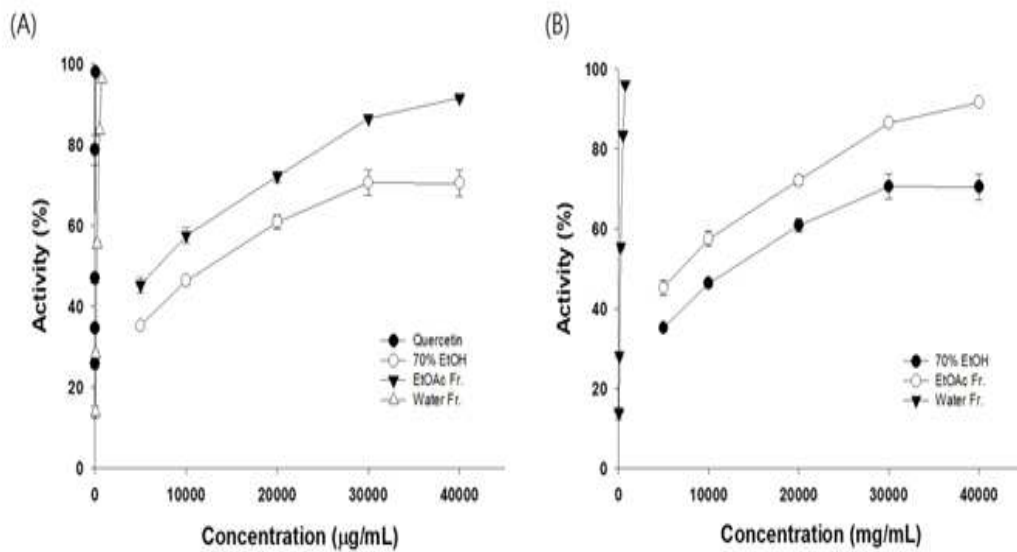 (A)
100
80
60
40
20
0
Activity (%)
Quercetin
70% EtOH
EtOAc Fr.
Water Fr.
0 10000 20000 30000 40000
Concentration (µg/mL)
(B)
100
80
60
40
20
0
Activity (%)
70% EtOH
EtOAc Fr.
Water Fr.
0 10000 20000 30000 40000
Concentration (mg/mL)